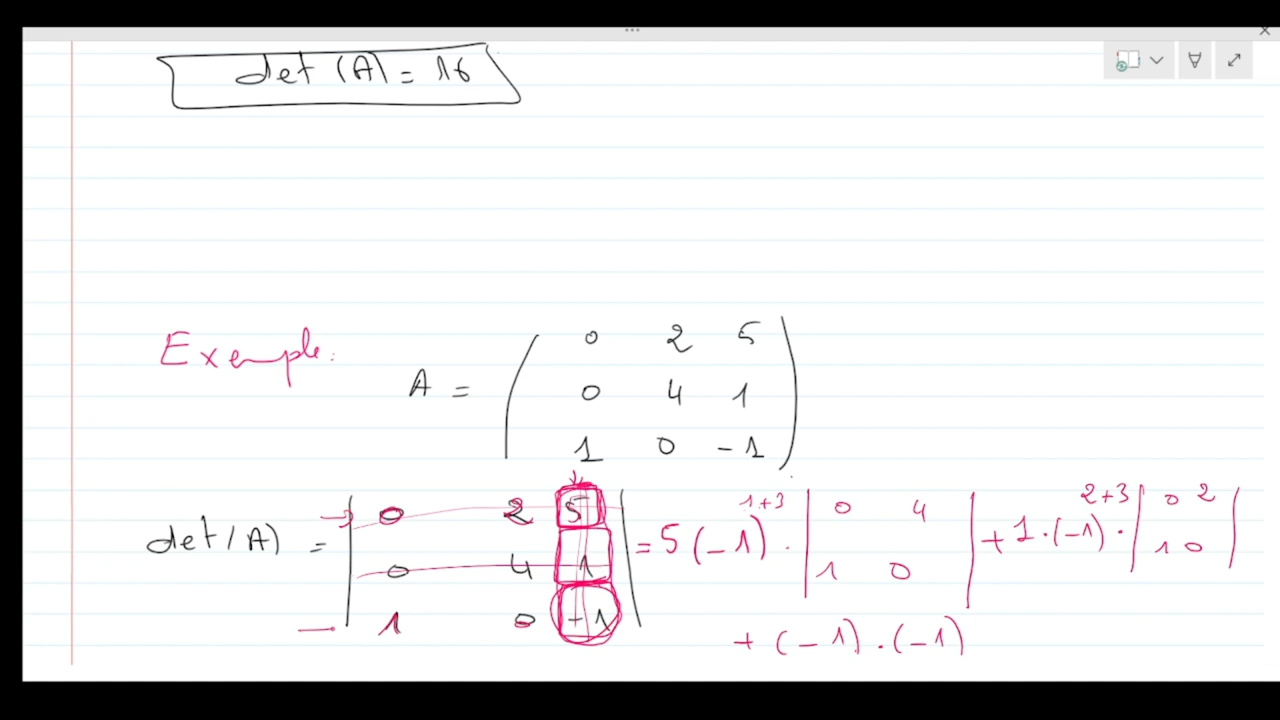 det (A) = 16
Exemple:
0 2 5
A = 0 4 1
1 0 -1
0 2 5 1+3 0 4 2+3 0 2
det(A) = 0 4 1 = 5 (-1) . 1 0 + 1 . (-1) . 1 0
1 0 -1
+ (-1) . (-1)